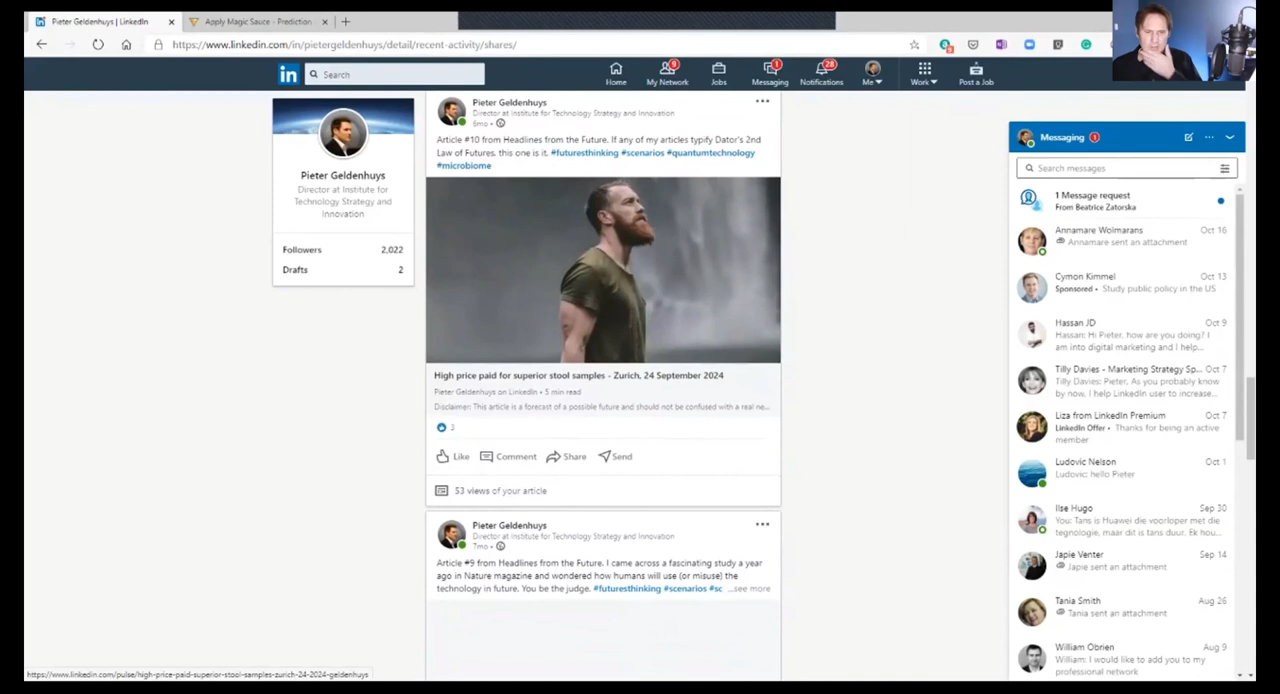 Pieter Geldenhuys | LinkedIn
Apply Magic Sauce - Prediction
https://www.linkedin.com/in/pietergeldenhuys/detail/recent-activity/shares/
in
Search
9
1
28
Home
My Network
Jobs
Messaging
Notifications
Me
Work
Post a Job
Pieter Geldenhuys
Director at Institute for
Technology Strategy and
Innovation
Followers 2,022
Drafts 2
Pieter Geldenhuys
Director at Institute for Technology Strategy and Innovation
6mo •
Article #10 from Headlines from the Future. If any of my articles typify Dator's 2nd
Law of Futures, this one is it. #futuresthinking #scenarios #quantumtechnology
#microbiome
High price paid for superior stool samples - Zurich, 24 September 2024
Pieter Geldenhuys on LinkedIn • 5 min read
Disclaimer: This article is a forecast of a possible future and should not be confused with a real ne...
3
Like Comment Share Send
53 views of your article
Pieter Geldenhuys
Director at Institute for Technology Strategy and Innovation
7mo •
Article #9 from Headlines from the Future. I came across a fascinating study a year
ago in Nature magazine and wondered how humans will use (or misuse) the
technology in future. You be the judge. #futuresthinking #scenarios #sc ...see more
Messaging 1
Search messages
1 Message request
From Beatrice Zatorska
Annamare Wolmarans Oct 16
Annamare sent an attachment
Cymon Kimmel Oct 13
Sponsored • Study public policy in the US
Hassan JD Oct 9
Hassan: Hi Pieter, how are you doing? I
am into digital marketing and I help...
Tilly Davies - Marketing Strategy Sp... Oct 7
Tilly Davies: Pieter, As you probably know
by now, I help LinkedIn user to increase...
Liza from LinkedIn Premium Oct 7
LinkedIn Offer • Thanks for being an active
member
Ludovic Nelson Oct 1
Ludovic: hello Pieter
Ilse Hugo Sep 30
You: Tans is Huawei die voorloper met die
tegnologie, maar dit is tans duur. Ek hou...
Japie Venter Sep 14
Japie sent an attachment
Tania Smith Aug 26
Tania sent an attachment
William Obrien Aug 9
William: I would like to add you to my
professional network
https://www.linkedin.com/pulse/high-price-paid-superior-stool-samples-zurich-24-2024-geldenhuys